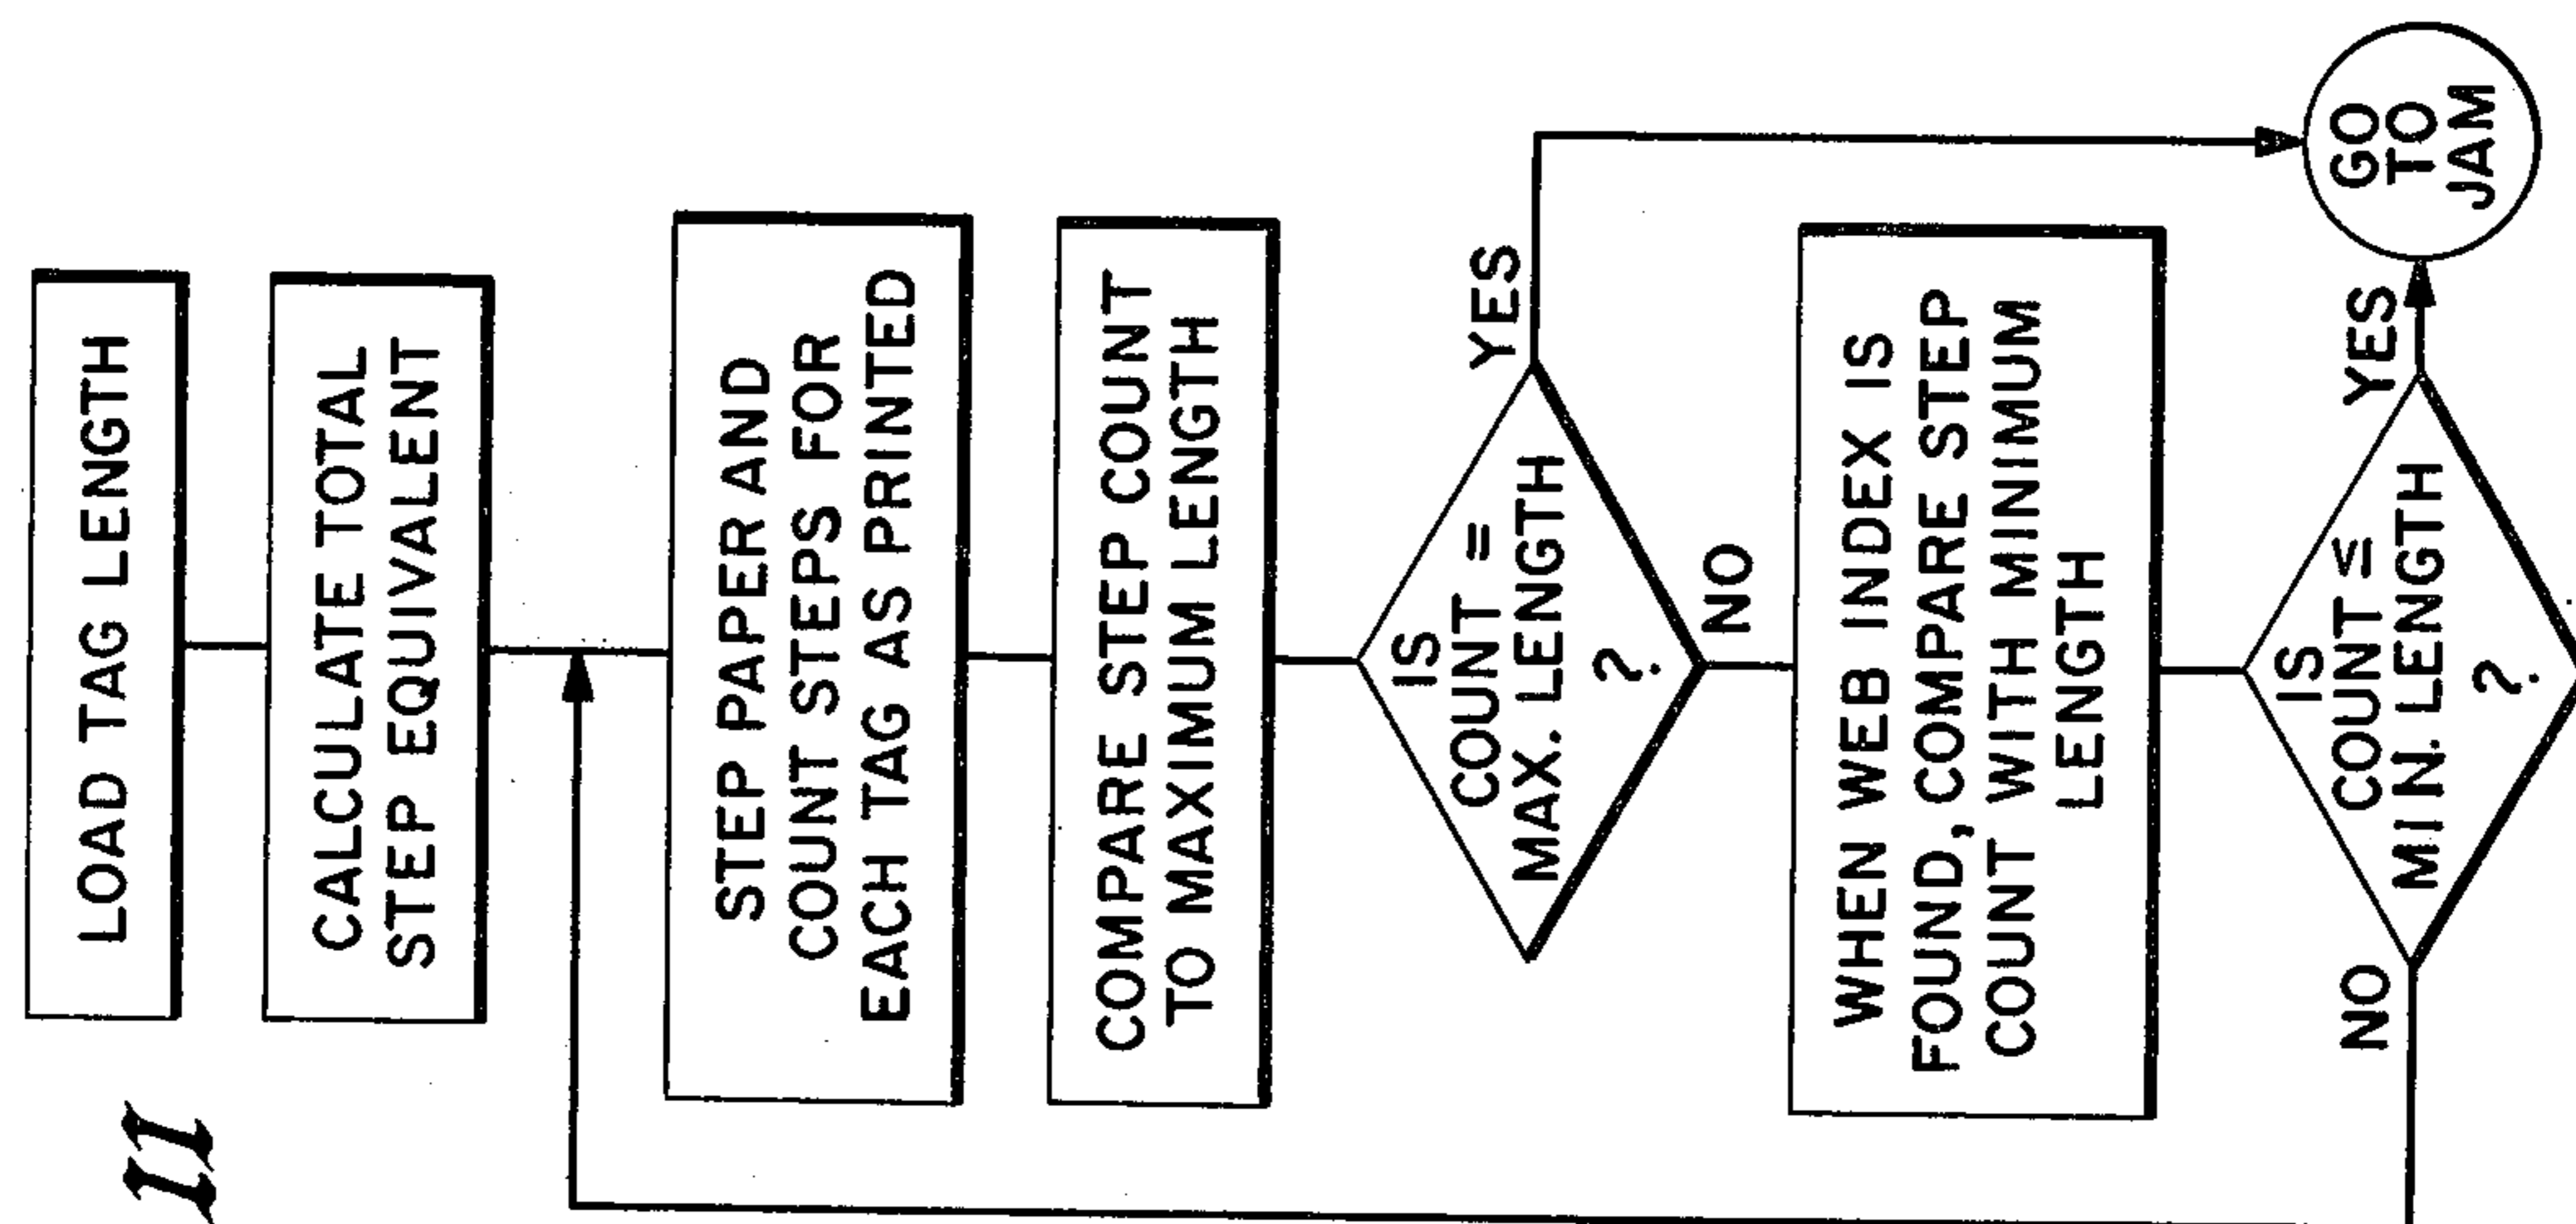 11
LOAD TAG LENGTH
CALCULATE TOTAL
STEP EQUIVALENT
STEP PAPER AND
COUNT STEPS FOR
EACH TAG AS PRINTED
COMPARE STEP COUNT
TO MAXIMUM LENGTH
IS
COUNT =
MAX. LENGTH
?
YES
NO
WHEN WEB INDEX IS
FOUND, COMPARE STEP
COUNT WITH MINIMUM
LENGTH
IS
COUNT ≤
MIN. LENGTH
?
NO
YES
GO
TO
JAM